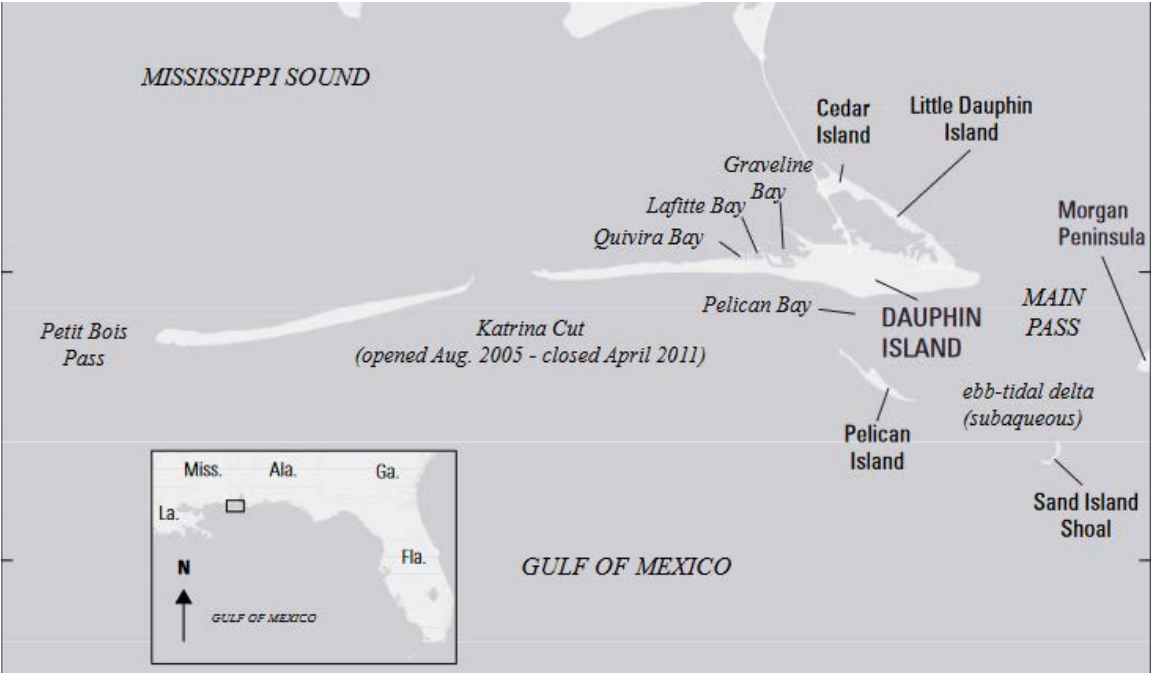 MISSISSIPPI SOUND
Cedar
Island
Little Dauphin
Island
Graveline
Bay
Lafitte Bay
Quivira Bay
Morgan
Peninsula
Pelican Bay
DAUPHIN
ISLAND
MAIN
PASS
Petit Bois
Pass
Katrina Cut
(opened Aug. 2005 - closed April 2011)
ebb-tidal delta
(subaqueous)
Pelican
Island
Sand Island
Shoal
GULF OF MEXICO
Miss.
Ala.
Ga.
La.
Fla.
N
GULF OF MEXICO